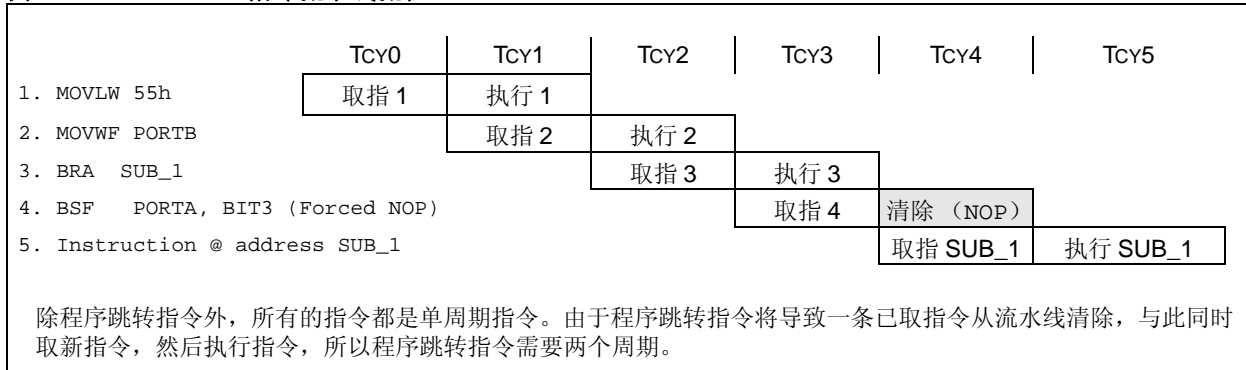 TCY0 TCY1 TCY2 TCY3 TCY4 TCY5
1. MOVLW 55h 取指 1 执行 1
2. MOVWF PORTB 取指 2 执行 2
3. BRA SUB_1 取指 3 执行 3
4. BSF PORTA, BIT3 (Forced NOP) 取指 4 清除 （NOP）
5. Instruction @ address SUB_1 取指 SUB_1 执行 SUB_1
除程序跳转指令外，所有的指令都是单周期指令。由于程序跳转指令将导致一条已取指令从流水线清除，与此同时
取新指令，然后执行指令，所以程序跳转指令需要两个周期。